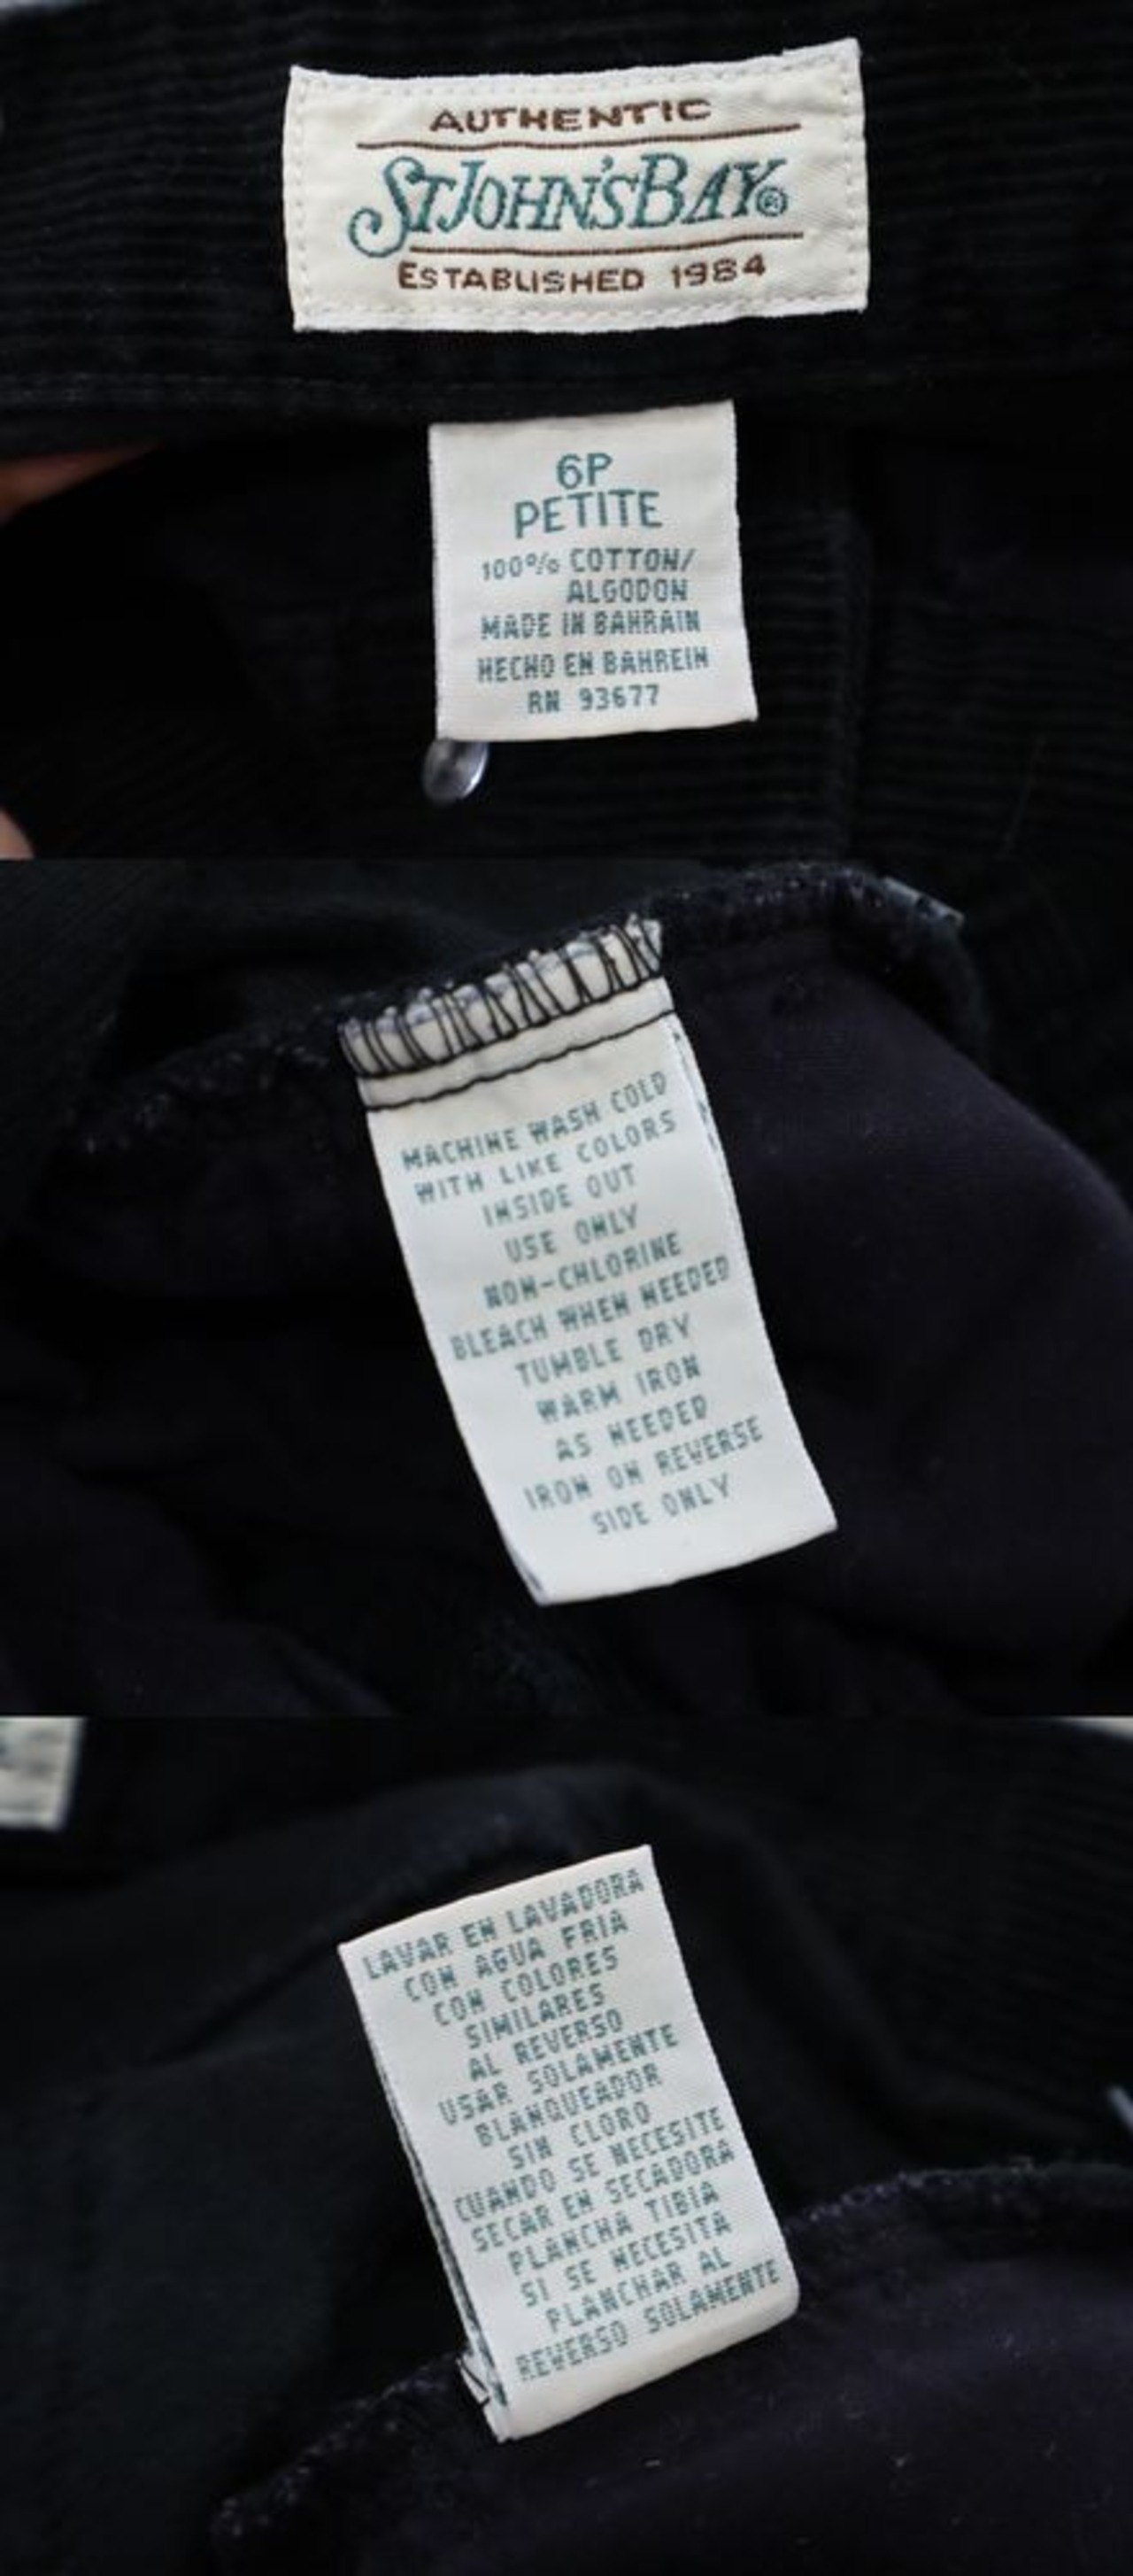 AUTHENTIC
ST JOHN'S BAY®
ESTABLISHED 1984
6P
PETITE
100% COTTON/
ALGODON
MADE IN BAHRAIN
HECHO EN BAHREIN
RN 93677
MACHINE WASH COLD
WITH LIKE COLORS
INSIDE OUT
USE ONLY
NON-CHLORINE
BLEACH WHEN NEEDED
TUMBLE DRY
WARM IRON
AS NEEDED
IRON ON REVERSE
SIDE ONLY
LAVAR EN LAVADORA
CON AGUA FRIA
CON COLORES
SIMILARES
AL REVERSO
USAR SOLAMENTE
BLANQUEADOR
SIN CLORO
CUANDO SE NECESITE
SECAR EN SECADORA
PLANCHA TIBIA
SI SE NECESITA
PLANCHAR AL
REVERSO SOLAMENTE